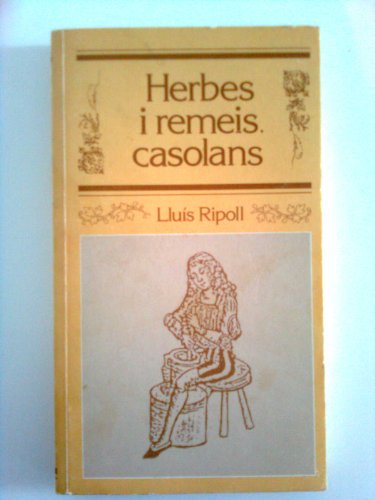 Herbes
i remeis
casolans
Lluís Ripoll